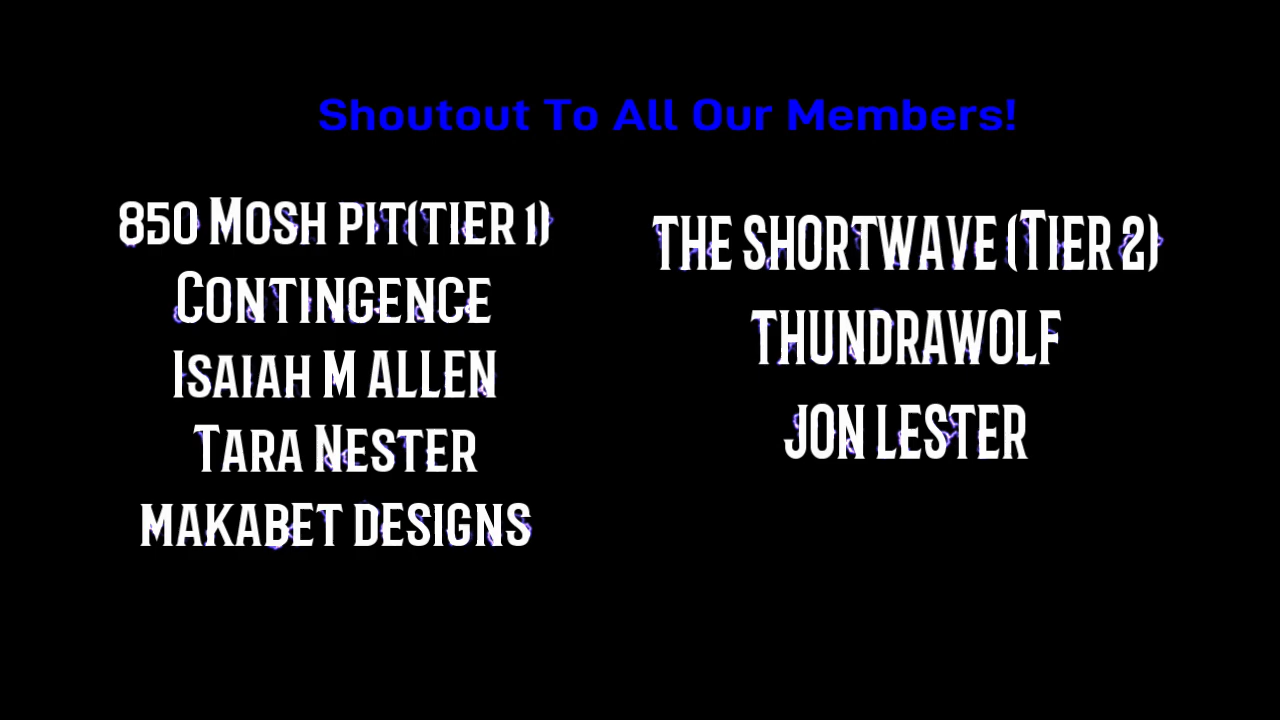 Shoutout To All Our Members!
850 Mosh pit(tier 1)
Contingence
Isaiah M Allen
Tara Nester
makabet designs
THE SHORTWAVE (Tier 2)
THUNDRAWOLF
JON LESTER